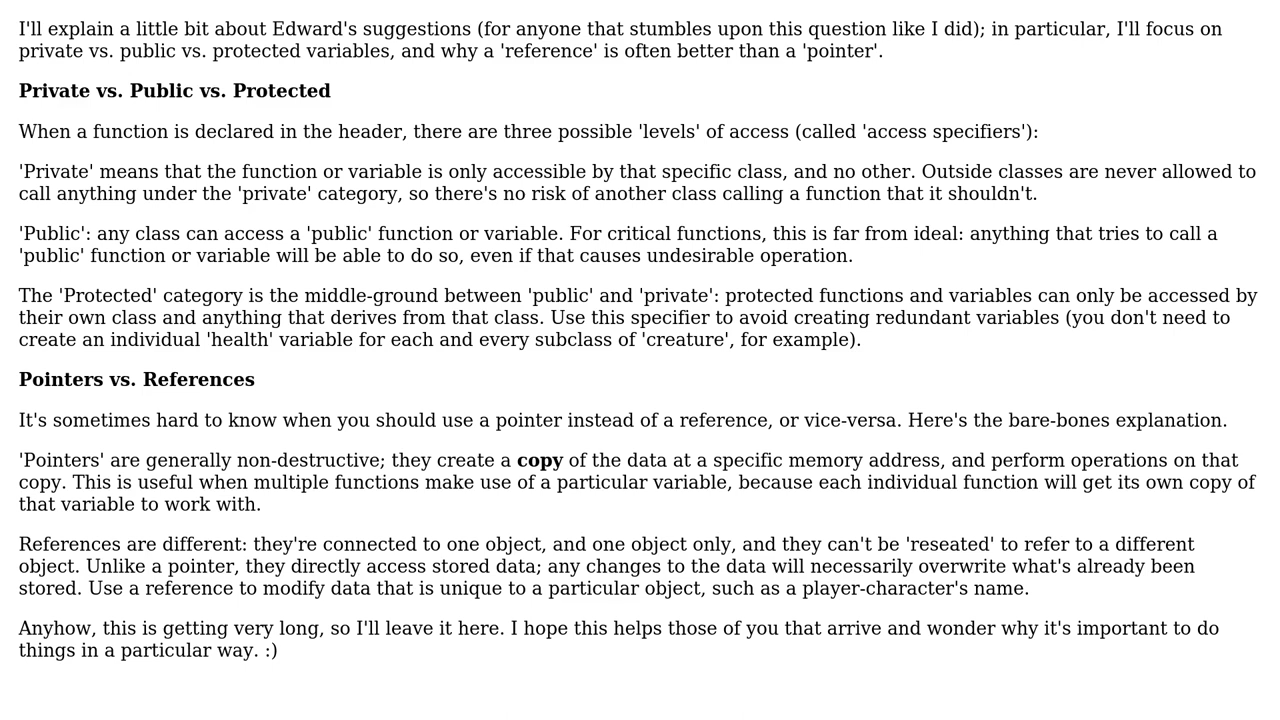 I'll explain a little bit about Edward's suggestions (for anyone that stumbles upon this question like I did); in particular, I'll focus on
private vs. public vs. protected variables, and why a 'reference' is often better than a 'pointer'.
Private vs. Public vs. Protected
When a function is declared in the header, there are three possible 'levels' of access (called 'access specifiers'):
'Private' means that the function or variable is only accessible by that specific class, and no other. Outside classes are never allowed to
call anything under the 'private' category, so there's no risk of another class calling a function that it shouldn't.
'Public': any class can access a 'public' function or variable. For critical functions, this is far from ideal: anything that tries to call a
'public' function or variable will be able to do so, even if that causes undesirable operation.
The 'Protected' category is the middle-ground between 'public' and 'private': protected functions and variables can only be accessed by
their own class and anything that derives from that class. Use this specifier to avoid creating redundant variables (you don't need to
create an individual 'health' variable for each and every subclass of 'creature', for example).
Pointers vs. References
It's sometimes hard to know when you should use a pointer instead of a reference, or vice-versa. Here's the bare-bones explanation.
'Pointers' are generally non-destructive; they create a copy of the data at a specific memory address, and perform operations on that
copy. This is useful when multiple functions make use of a particular variable, because each individual function will get its own copy of
that variable to work with.
References are different: they're connected to one object, and one object only, and they can't be 'reseated' to refer to a different
object. Unlike a pointer, they directly access stored data; any changes to the data will necessarily overwrite what's already been
stored. Use a reference to modify data that is unique to a particular object, such as a player-character's name.
Anyhow, this is getting very long, so I'll leave it here. I hope this helps those of you that arrive and wonder why it's important to do
things in a particular way. :)